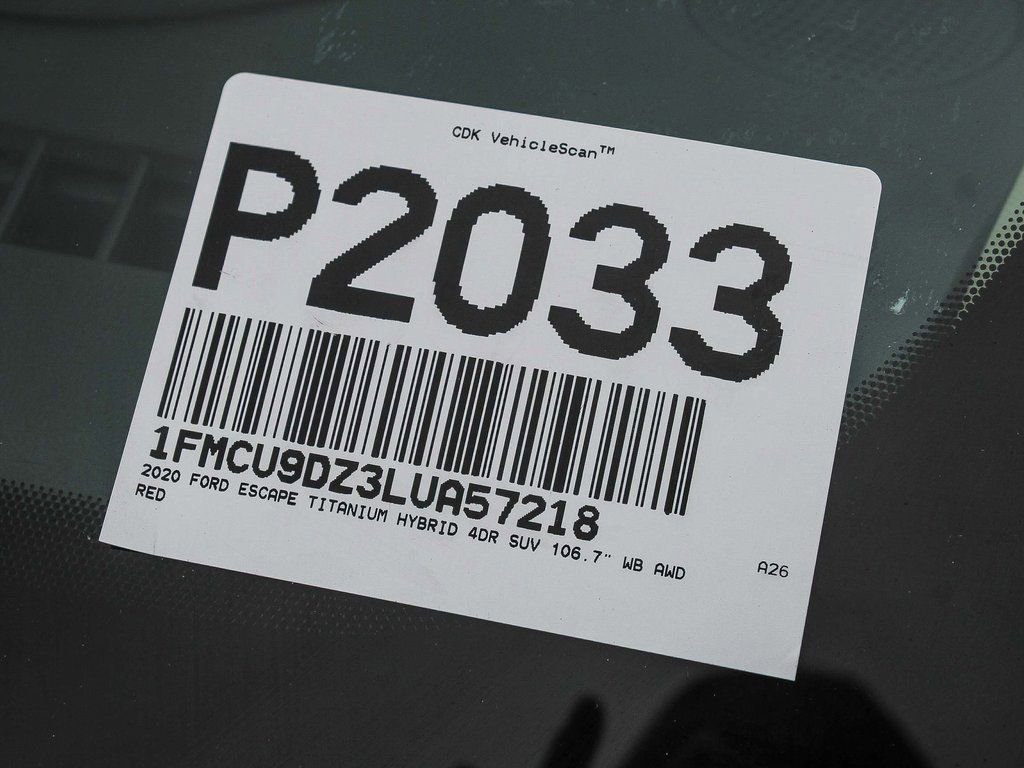 CDK VehicleScan™
P2033
1FMCU9DZ3LUA57218
2020 FORD ESCAPE TITANIUM HYBRID 4DR SUV 106.7" WB AWD
RED
A26